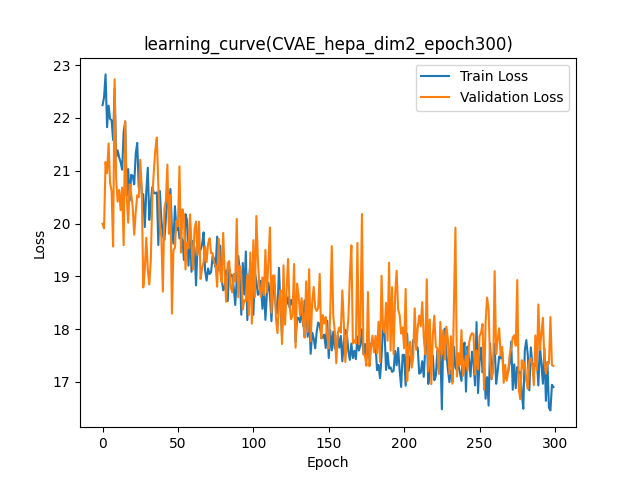 learning_curve(CVAE_hepa_dim2_epoch300)
Train Loss
Validation Loss
Loss
23
22
21
20
19
18
17
0
50
100
150
200
250
300
Epoch